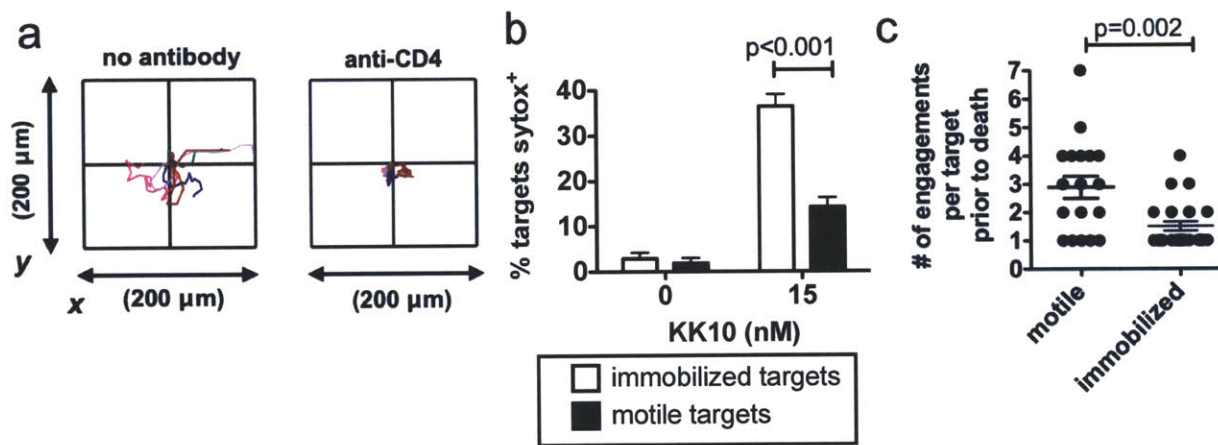 a
no antibody
anti-CD4
(200 µm)
y
x
(200 µm)
(200 µm)
b
p<0.001
% targets sytox+
40
30
20
10
0
0
15
KK10 (nM)
immobilized targets
motile targets
c
p=0.002
# of engagements
per target
prior to death
7
6
5
4
3
2
1
0
motile
immobilized